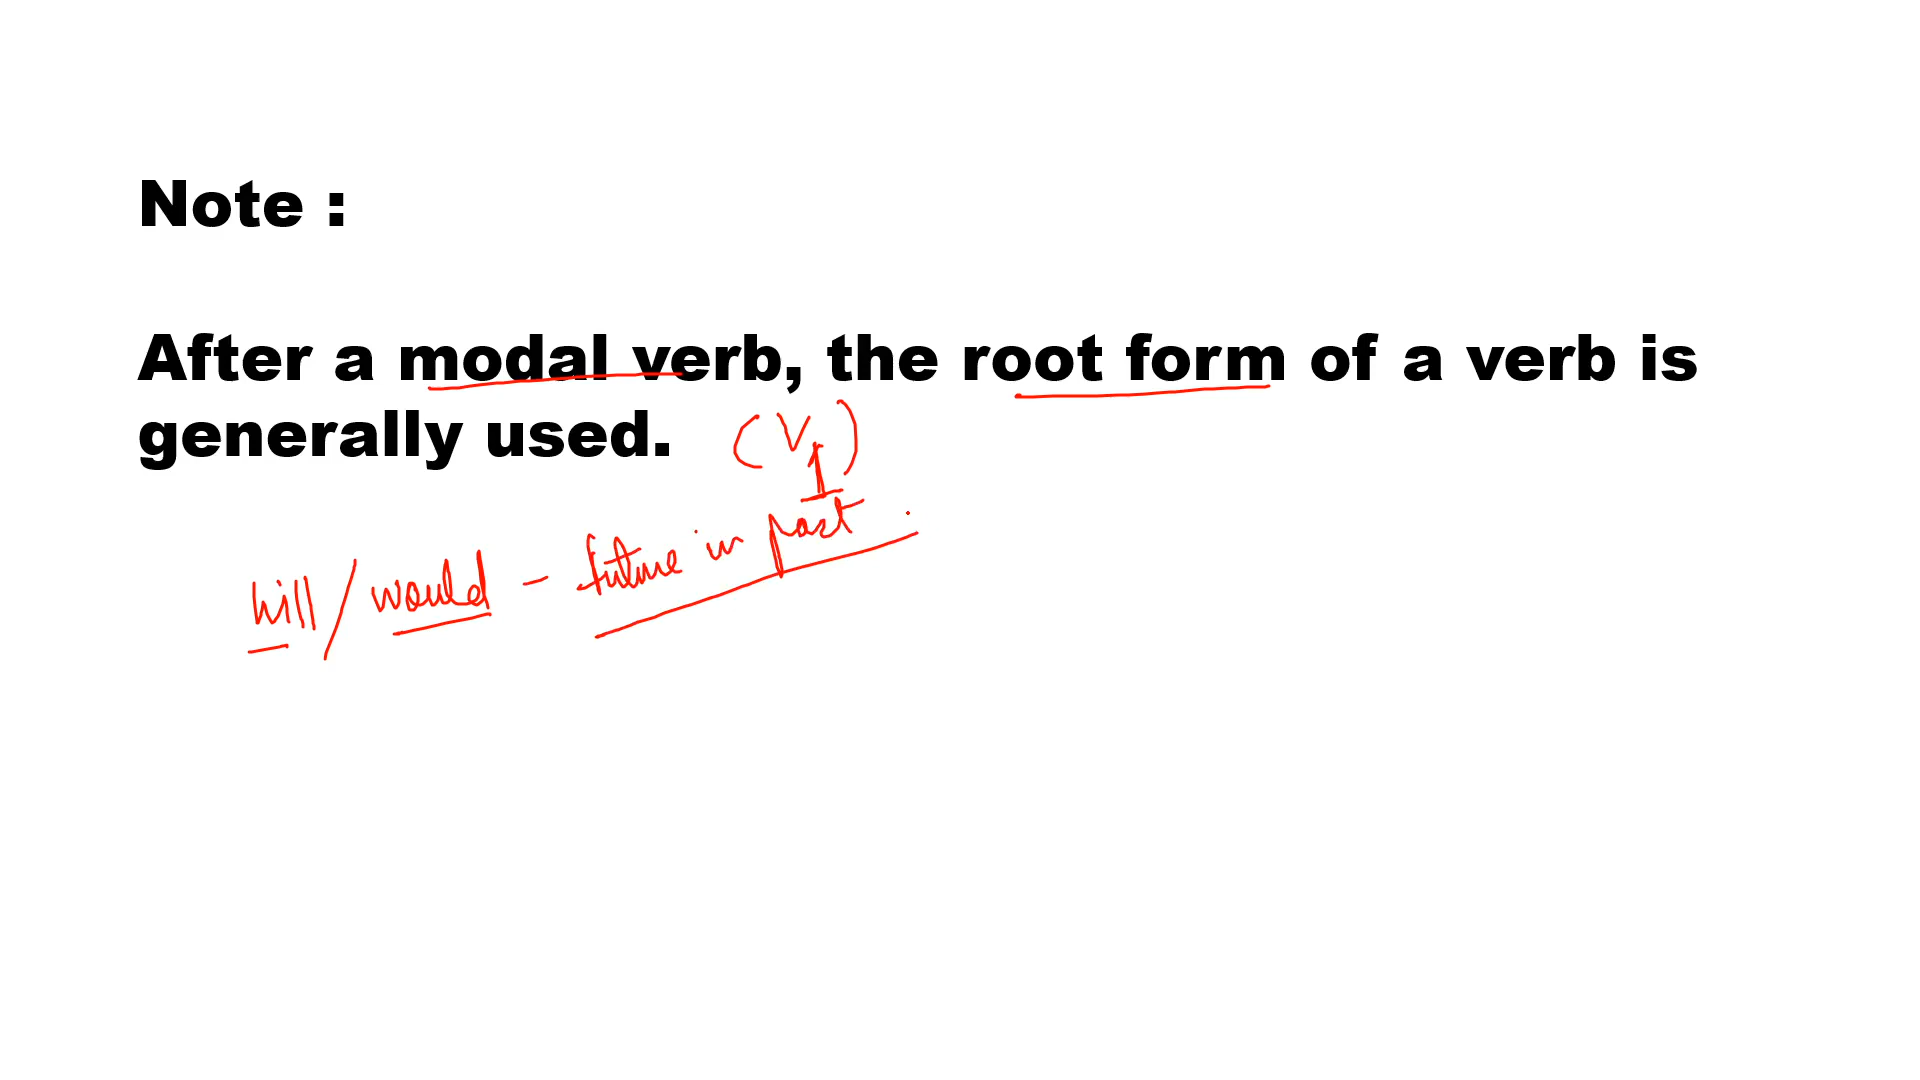 Note :
After a modal verb, the root form of a verb is
generally used. (V1)
will/would - future in past.